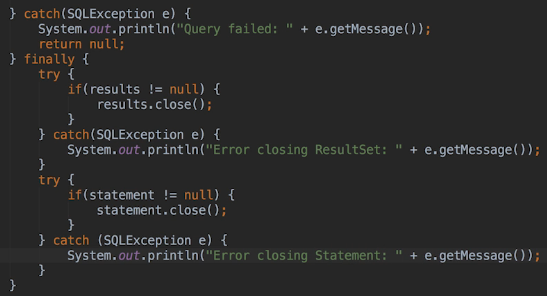 } catch(SQLException e) {
    System.out.println("Query failed: " + e.getMessage());
    return null;
} finally {
    try {
        if(results != null) {
            results.close();
        }
    } catch(SQLException e) {
        System.out.println("Error closing ResultSet: " + e.getMessage());
    }
    try {
        if(statement != null) {
            statement.close();
        }
    } catch (SQLException e) {
        System.out.println("Error closing Statement: " + e.getMessage());
    }
}